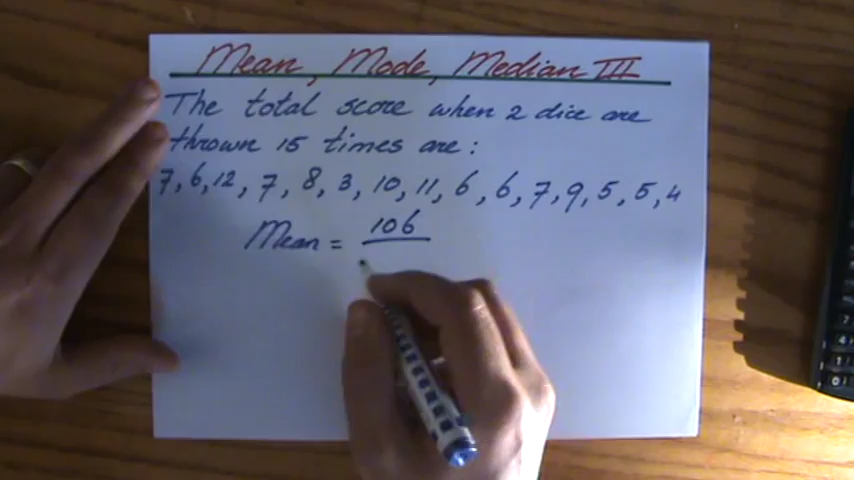 Mean, Mode, Median III
The total score when 2 dice are
thrown 15 times are:
7, 6, 12, 7, 8, 3, 10, 11, 6, 6, 7, 9, 5, 5, 4
Mean = 106